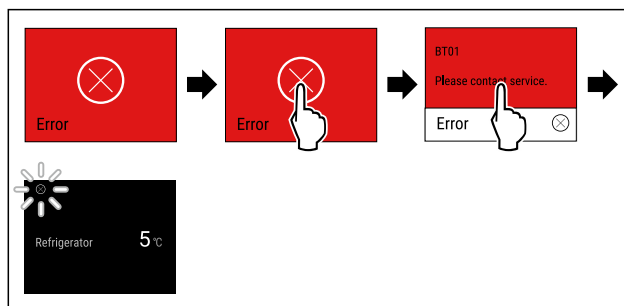 Error
Error
BT01
Please contact service.
Error
Refrigerator 5 °C